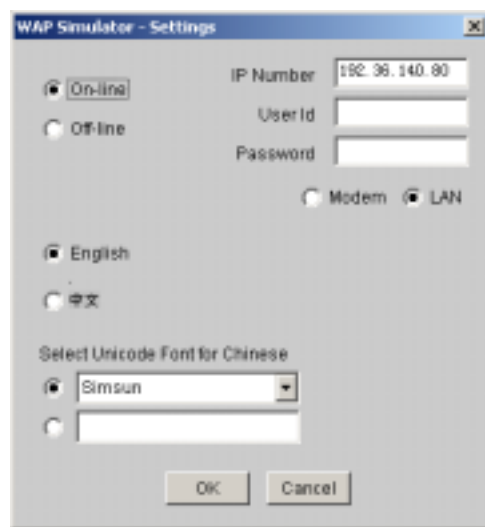 WAP Simulator - Settings
On-line
Off-line
IP Number 192.36.140.80
User Id
Password
Modem LAN
English
中文
Select Unicode Font for Chinese
Simsun
OK Cancel